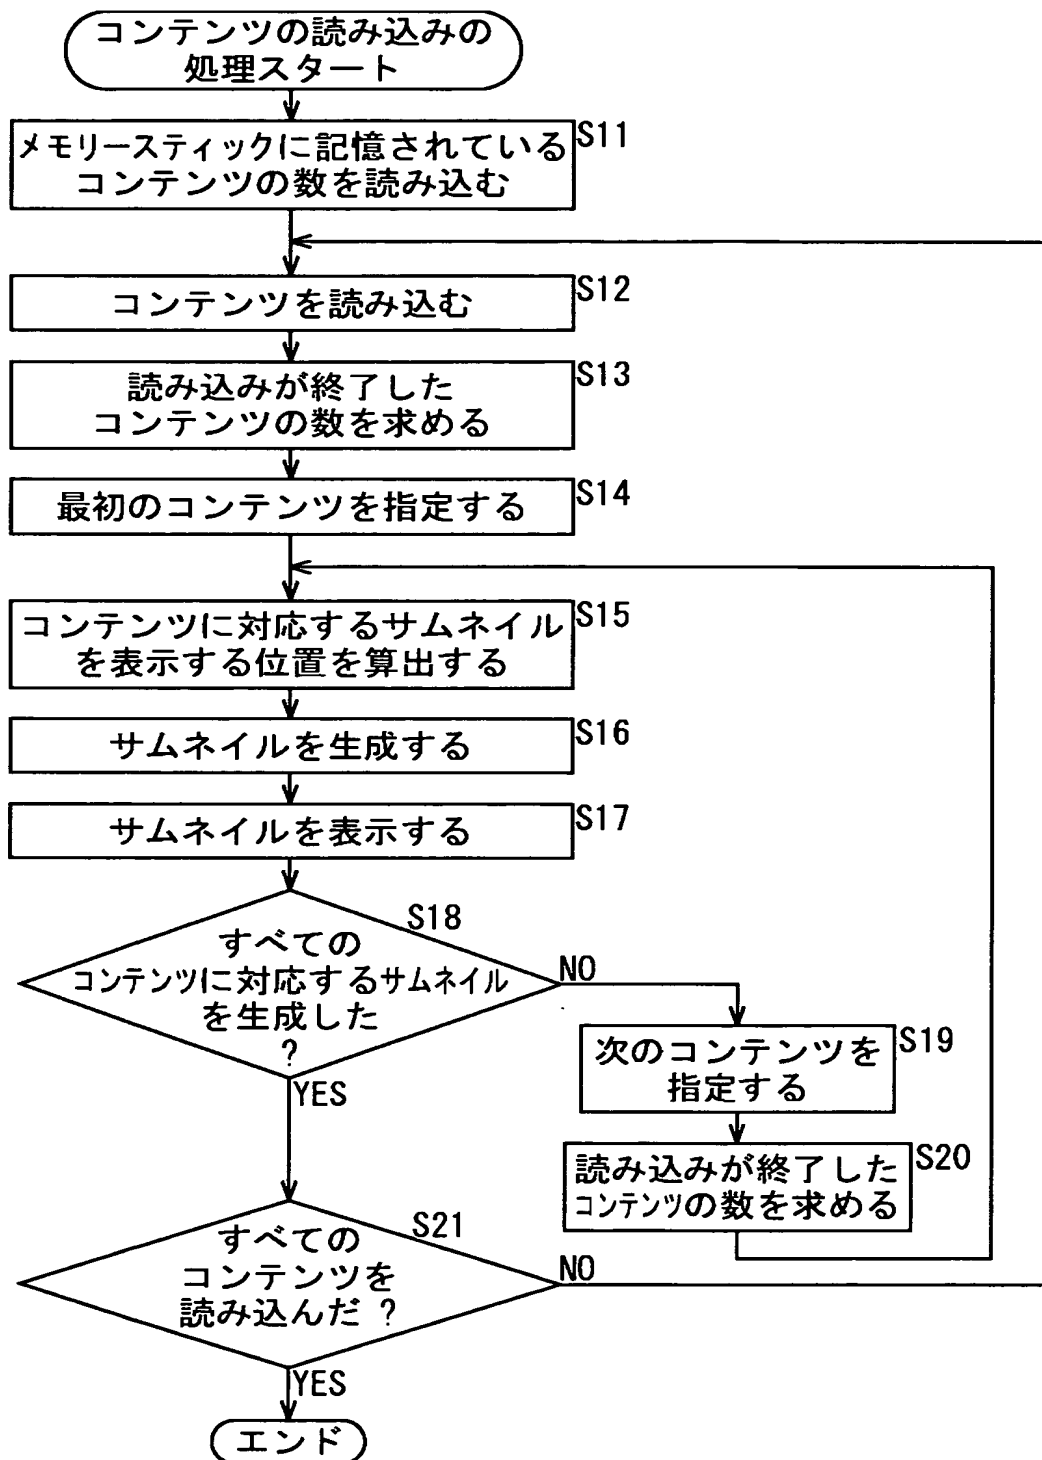 コンテンツの読み込みの
処理スタート
S11
メモリースティックに記憶されている
コンテンツの数を読み込む
S12
コンテンツを読み込む
S13
読み込みが終了した
コンテンツの数を求める
S14
最初のコンテンツを指定する
S15
コンテンツに対応するサムネイル
を表示する位置を算出する
S16
サムネイルを生成する
S17
サムネイルを表示する
S18
すべての
コンテンツに対応するサムネイル
を生成した
?
NO
YES
S19
次のコンテンツを
指定する
S20
読み込みが終了した
コンテンツの数を求める
S21
すべての
コンテンツを
読み込んだ ?
NO
YES
エンド